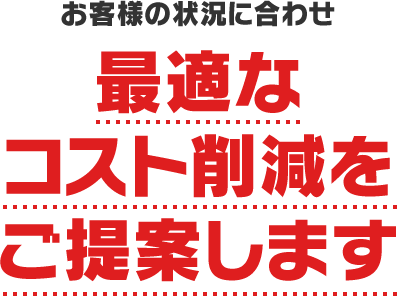 お客様の状況に合わせ
最適な
コスト削減を
ご提案します